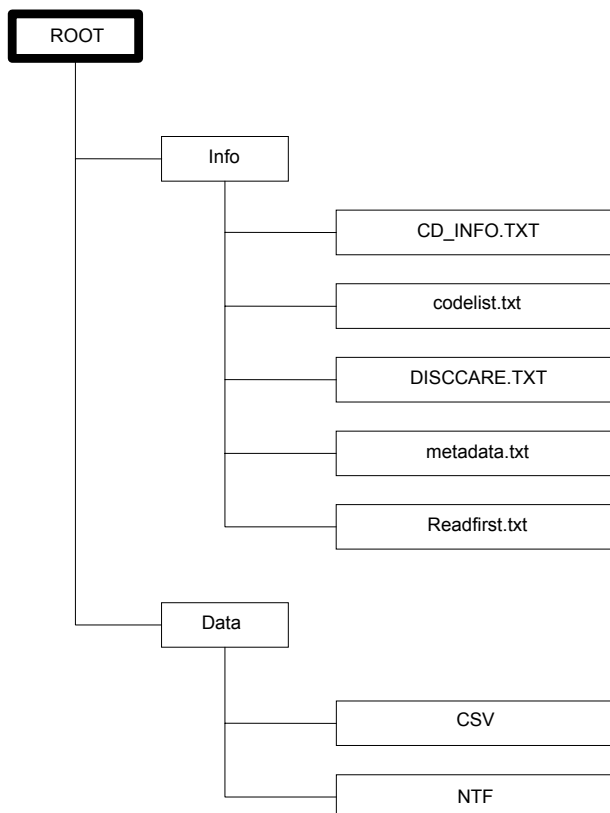 ROOT
Info
CD_INFO.TXT
codelist.txt
DISCCARE.TXT
metadata.txt
Readfirst.txt
Data
CSV
NTF